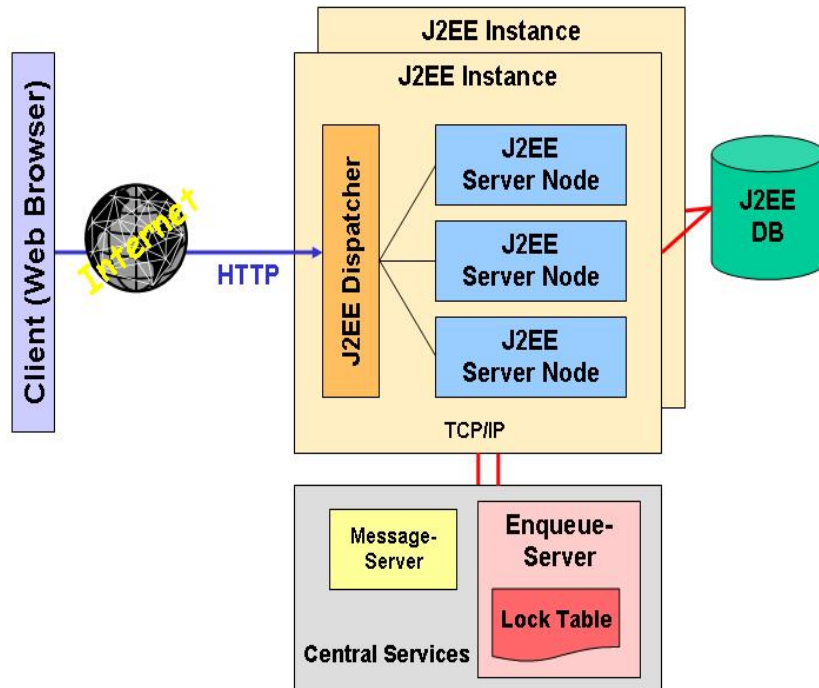 J2EE Instance
J2EE Instance
Client (Web Browser)
Internet
HTTP
J2EE Dispatcher
J2EE
Server Node
J2EE
Server Node
J2EE
Server Node
J2EE
DB
TCP/IP
Message-
Server
Enqueue-
Server
Lock Table
Central Services